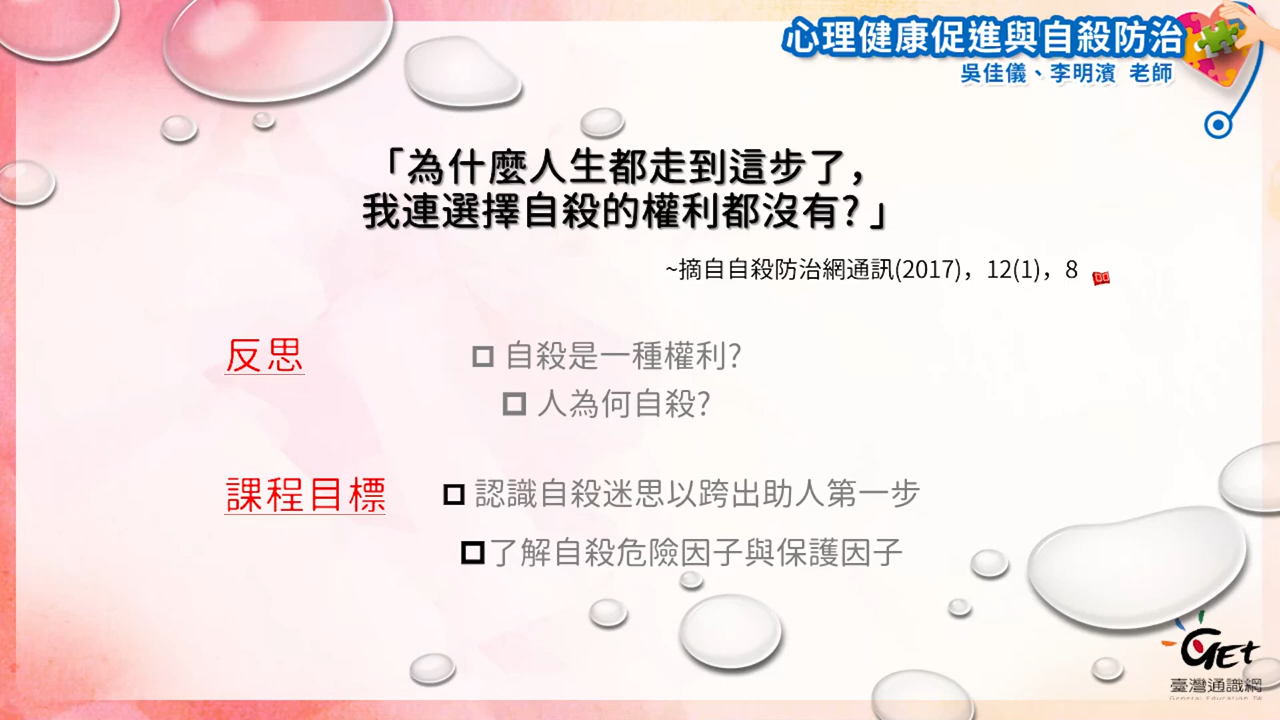 心理健康促進與自殺防治
吳佳儀、李明濱 老師
「為什麼人生都走到這步了，
我連選擇自殺的權利都沒有?」
~摘自自殺防治網通訊(2017)，12(1)，8
反思
自殺是一種權利?
人為何自殺?
課程目標
認識自殺迷思以跨出助人第一步
了解自殺危險因子與保護因子
GEt
臺灣通識網
General Education TW